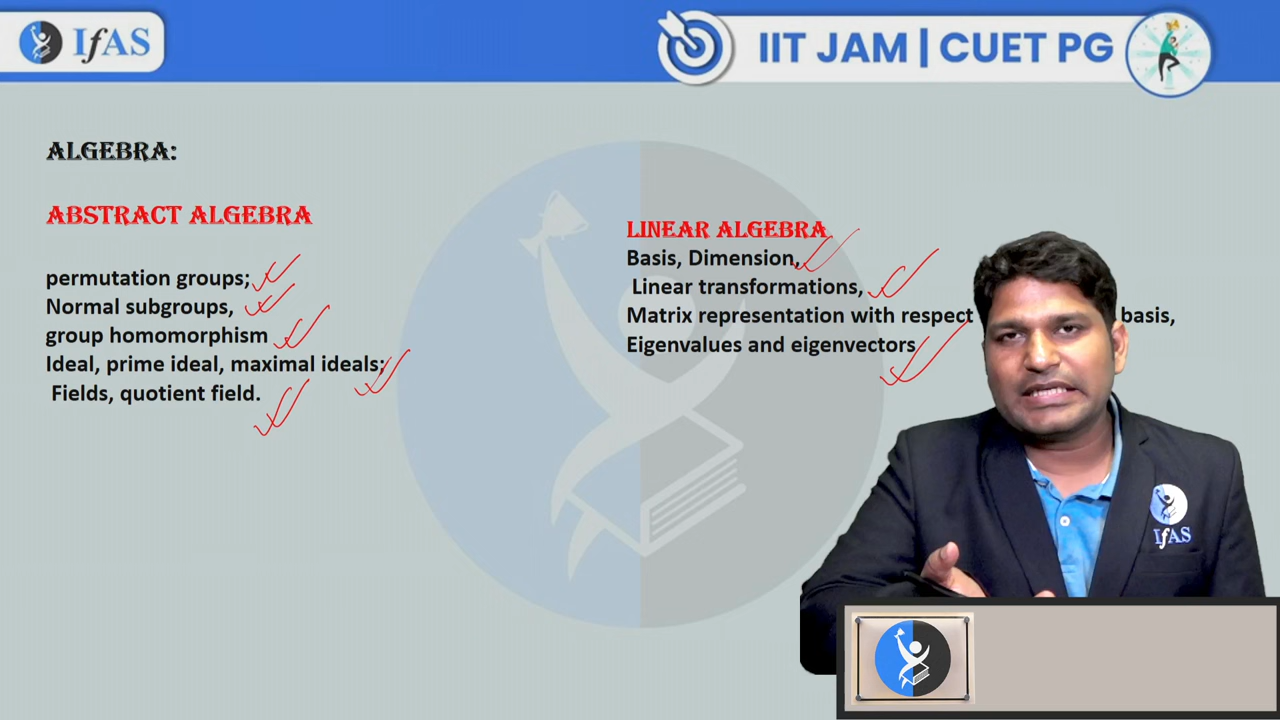 IfAS
IIT JAM | CUET PG
ALGEBRA:
ABSTRACT ALGEBRA
permutation groups;
Normal subgroups,
group homomorphism
Ideal, prime ideal, maximal ideals;
Fields, quotient field.
LINEAR ALGEBRA
Basis, Dimension,
Linear transformations,
Matrix representation with respect basis,
Eigenvalues and eigenvectors
IfAS